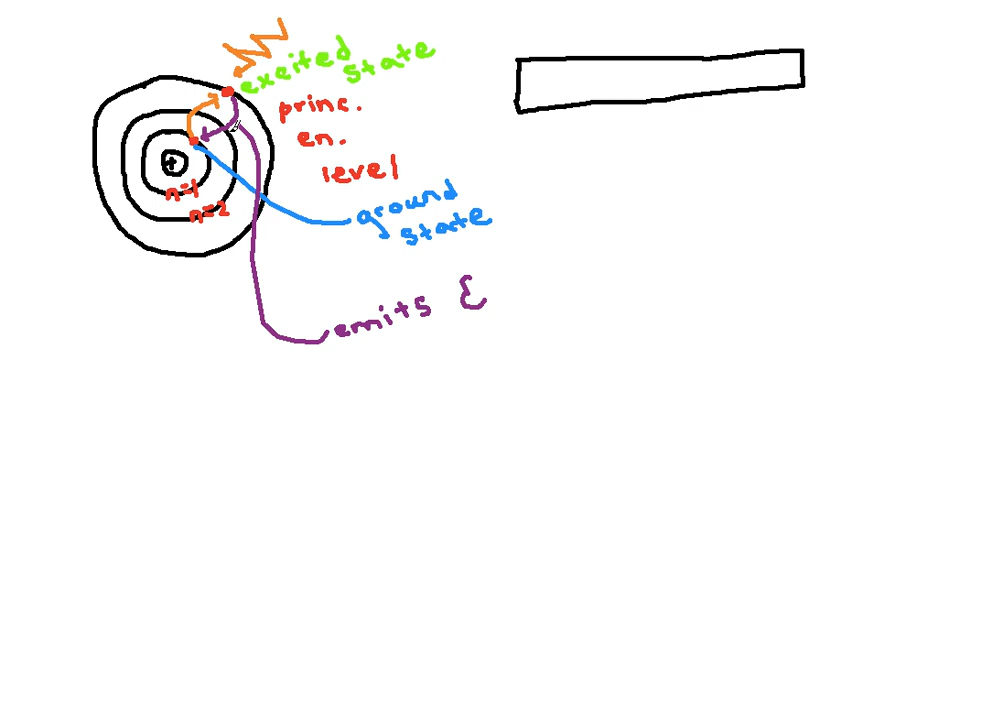 excited
state
princ.
en.
level
+
n=1
n=2
ground
state
emits ξ